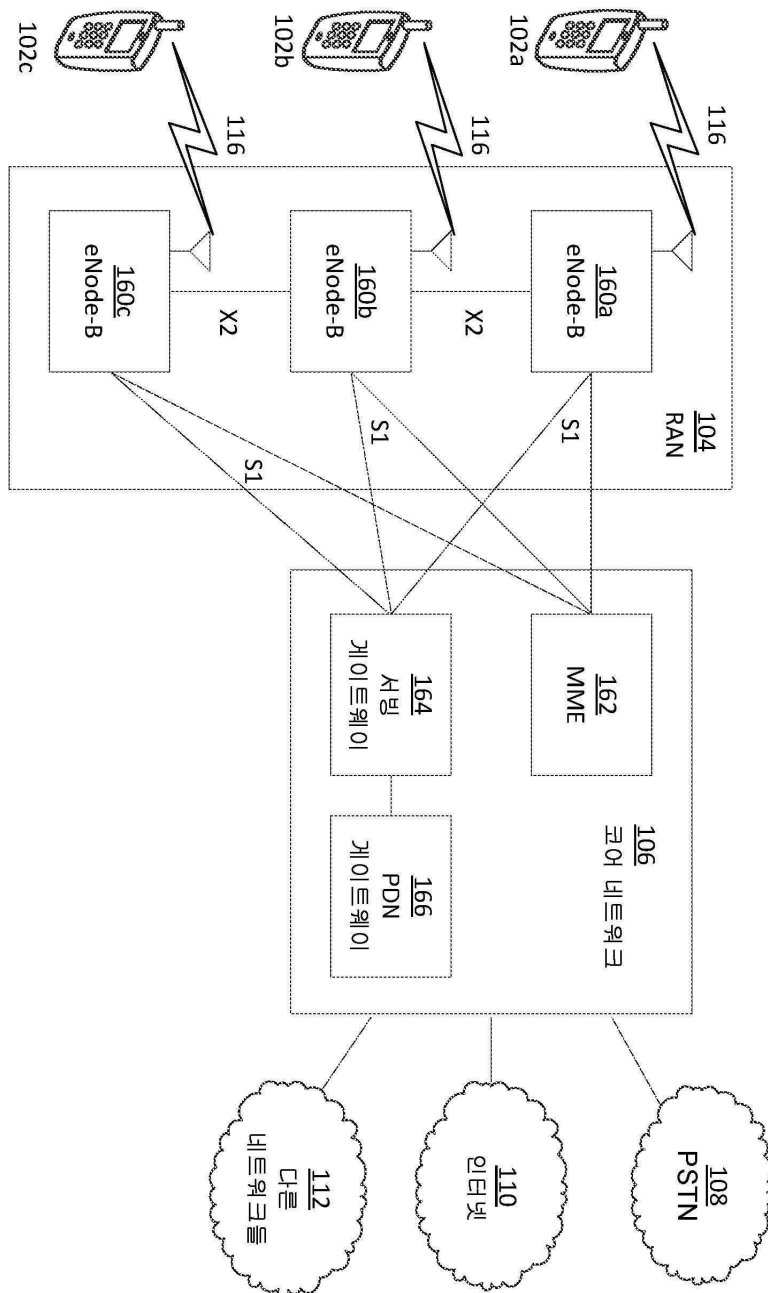 102a
102b
102c
116
116
116
104
RAN
160a
eNode-B
160b
eNode-B
160c
eNode-B
X2
X2
S1
S1
S1
106
코어 네트워크
162
MME
164
서빙
게이트웨이
166
PDN
게이트웨이
108
PSTN
110
인터넷
112
다른
네트워크들